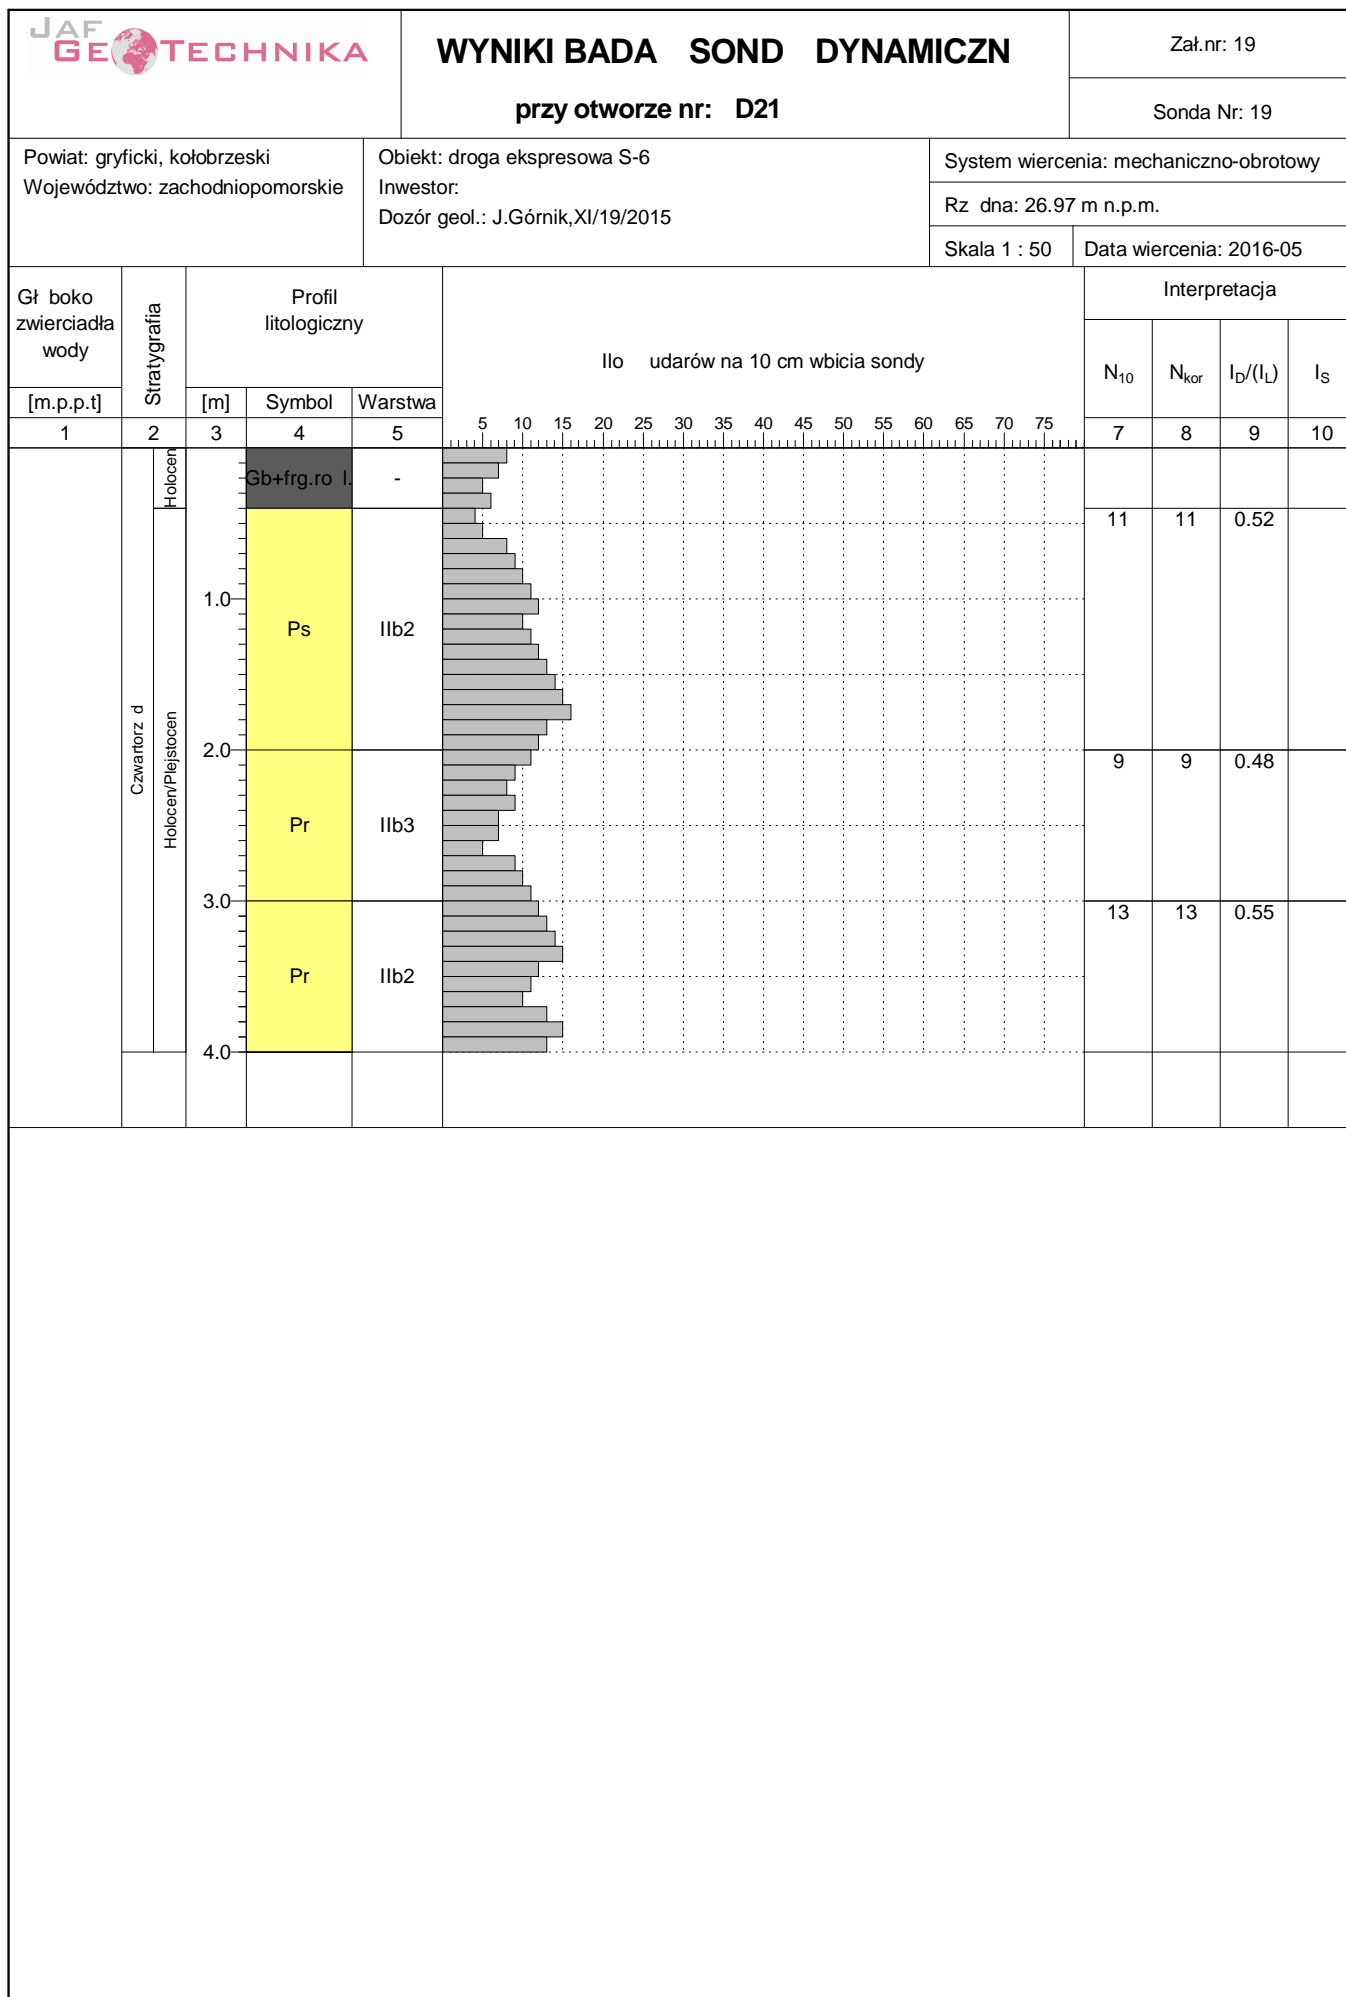 JAF
GEOTECHNIKA
WYNIKI BADA SOND DYNAMICZN
przy otworze nr: D21
Zał.nr: 19
Sonda Nr: 19
Powiat: gryficki, kołobrzeski
Województwo: zachodniopomorskie
Obiekt: droga ekspresowa S-6
Inwestor:
Dozór geol.: J.Górnik,XI/19/2015
System wiercenia: mechaniczno-obrotowy
Rz dna: 26.97 m n.p.m.
Skala 1 : 50
Data wiercenia: 2016-05
Gł boko
zwierciadła
wody
[m.p.p.t]
Stratygrafia
Profil
litologiczny
[m] Symbol Warstwa
Ilo udarów na 10 cm wbicia sondy
Interpretacja
N10 Nkor ID/(IL) IS
5 10 15 20 25 30 35 40 45 50 55 60 65 70 75
1 2 3 4 5 7 8 9 10
Czwartorz d
Holocen
Gb+frg.ro l. -
Holocen/Plejstocen
11 11 0.52
1.0
Ps IIb2
2.0
9 9 0.48
Pr IIb3
3.0
13 13 0.55
Pr IIb2
4.0